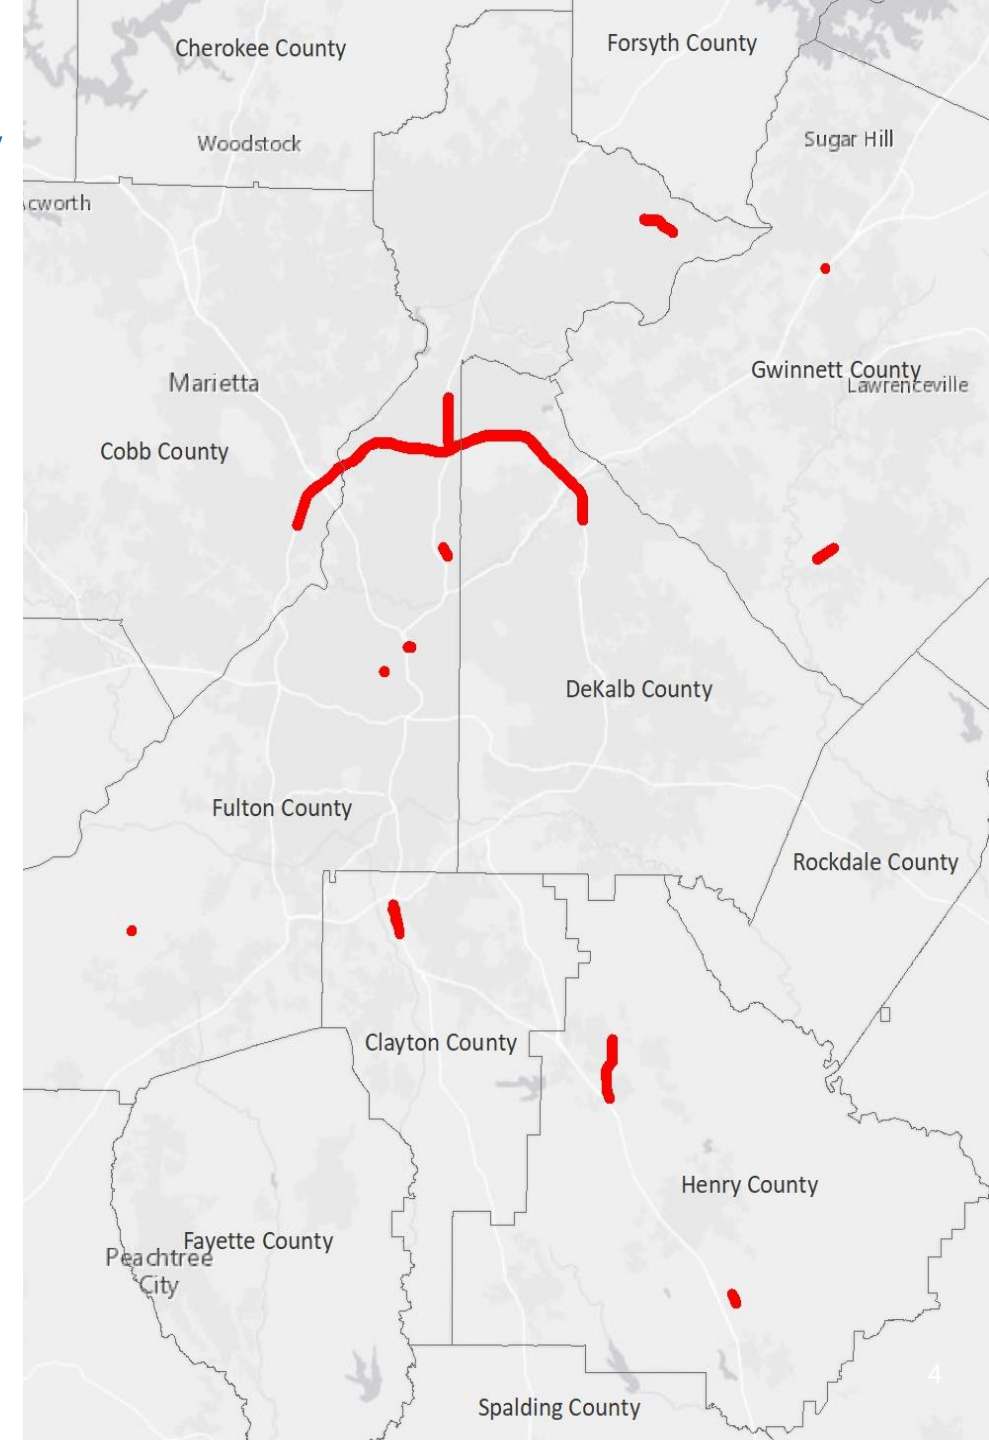 Cherokee County
Forsyth County
Woodstock
Sugar Hill
cworth
Gwinnett County
Marietta
Lawrenceville
Cobb County
DeKalb County
Fulton County
Rockdale County
Clayton County
Henry County
Fayette County
Peachtree
City
4
Spalding County